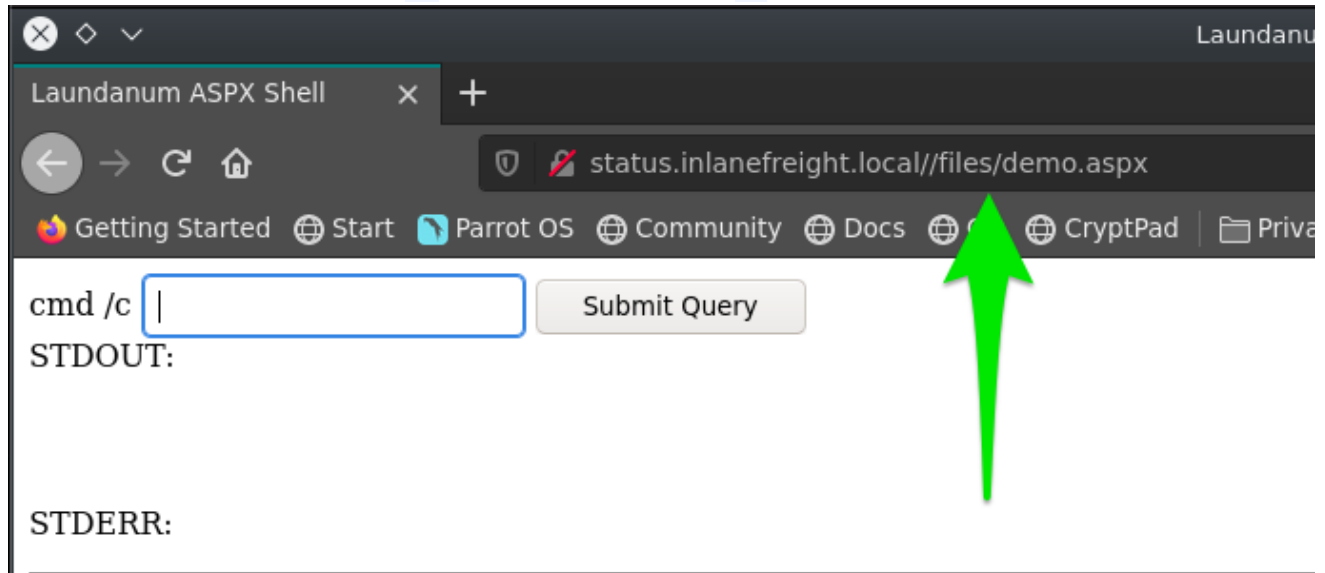 Laundanu
Laundanum ASPX Shell
status.inlanefreight.local//files/demo.aspx
Getting Started Start Parrot OS Community Docs CryptPad Priva
cmd /c Submit Query
STDOUT:
STDERR: